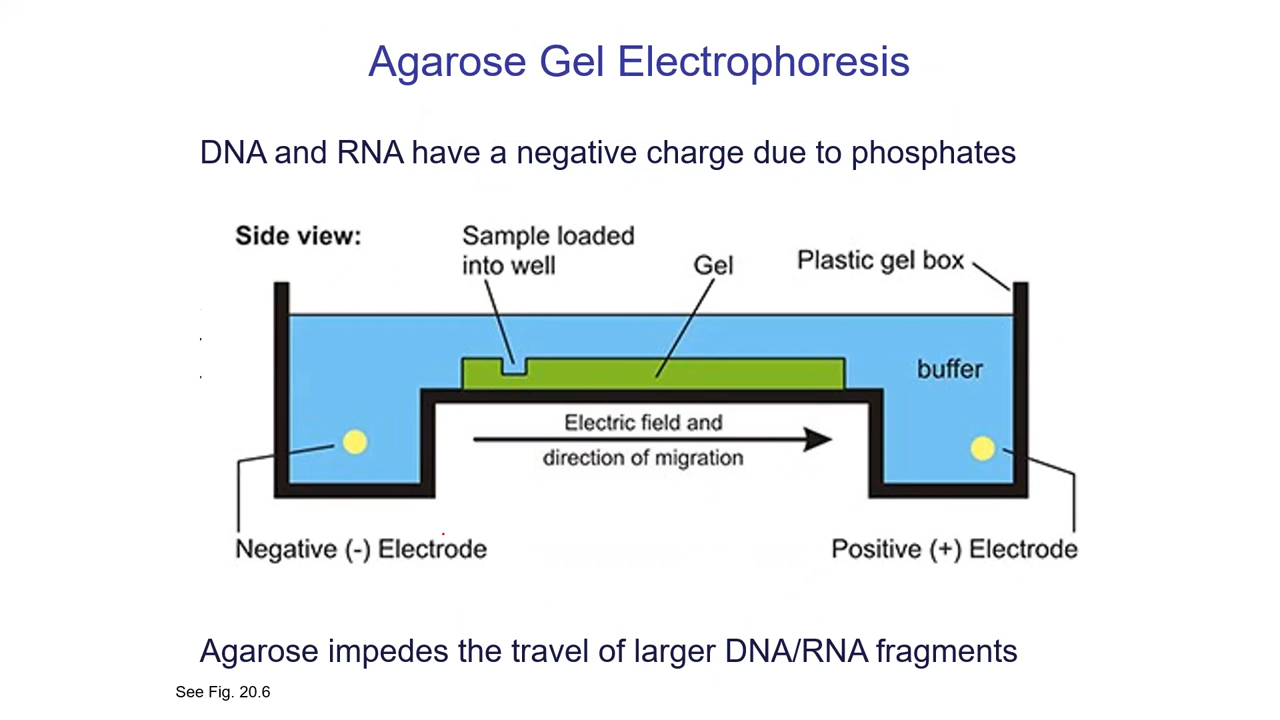 Agarose Gel Electrophoresis
DNA and RNA have a negative charge due to phosphates
Side view:
Sample loaded
into well
Gel
Plastic gel box
buffer
Electric field and
direction of migration
Negative (-) Electrode
Positive (+) Electrode
Agarose impedes the travel of larger DNA/RNA fragments
See Fig. 20.6